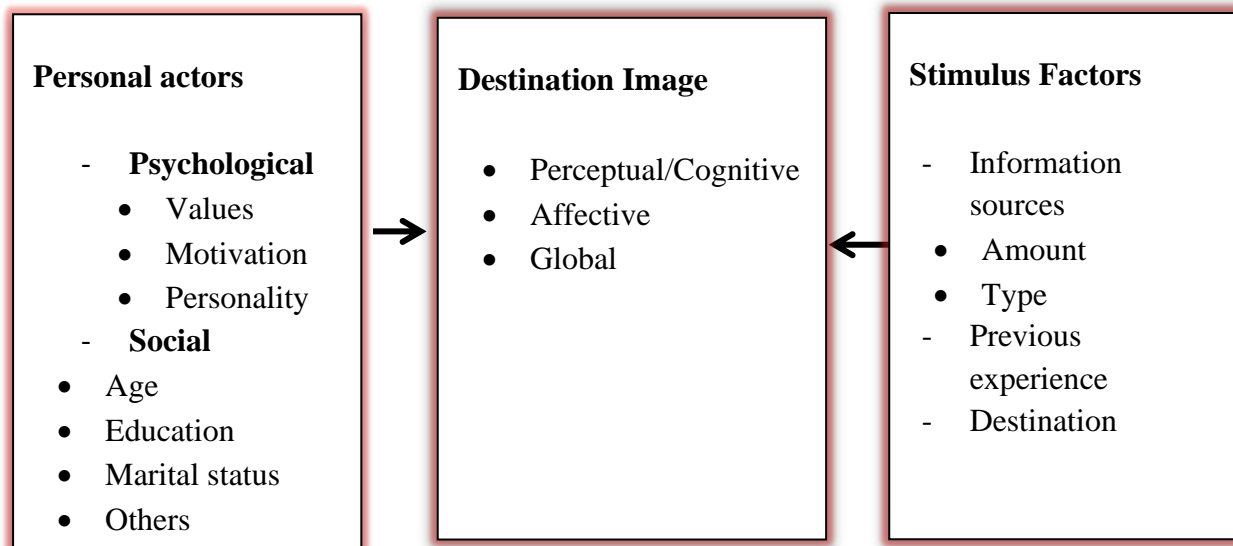 Personal actors
- Psychological
• Values
• Motivation
• Personality
- Social
• Age
• Education
• Marital status
• Others
Destination Image
• Perceptual/Cognitive
• Affective
• Global
Stimulus Factors
- Information
sources
• Amount
• Type
- Previous
experience
- Destination